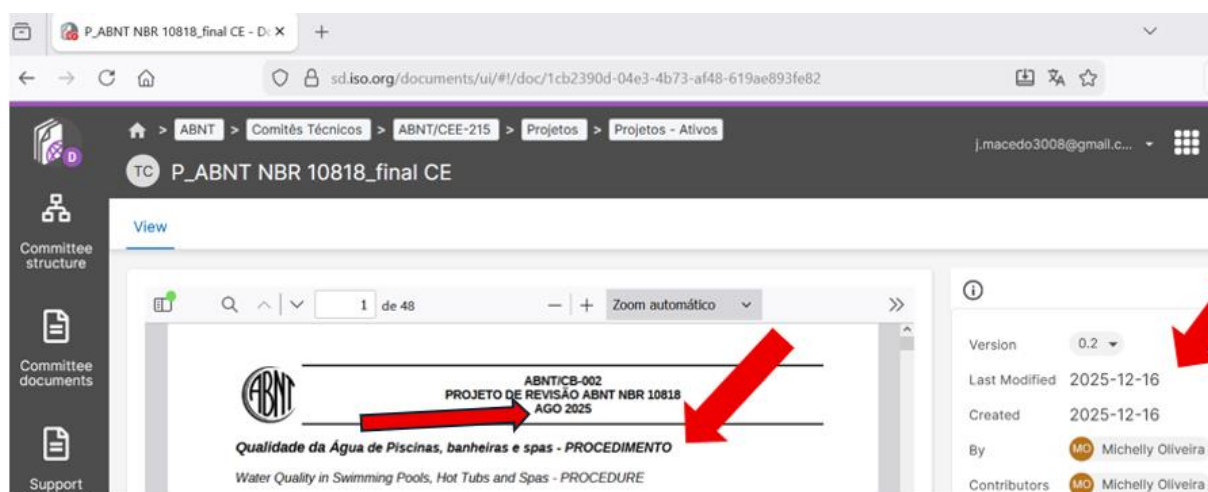 P_ABNT NBR 10818_final CE - Do
sd.iso.org/documents/ui/#!/doc/1cb2390d-04e3-4b73-af48-619ae893fe82
ABNT > Comitês Técnicos > ABNT/CEE-215 > Projetos > Projetos - Ativos
j.macedo3008@gmail.c...
D
TC P_ABNT NBR 10818_final CE
Committee
structure
View
1 de 48
Zoom automático
Committee
documents
Version 0.2
ABNT
ABNT/CB-002
PROJETO DE REVISÃO ABNT NBR 10818
AGO 2025
Last Modified 2025-12-16
Created 2025-12-16
Qualidade da Água de Piscinas, banheiras e spas - PROCEDIMENTO
By MO Michelly Oliveira
Water Quality in Swimming Pools, Hot Tubs and Spas - PROCEDURE
Contributors MO Michelly Oliveira
Support